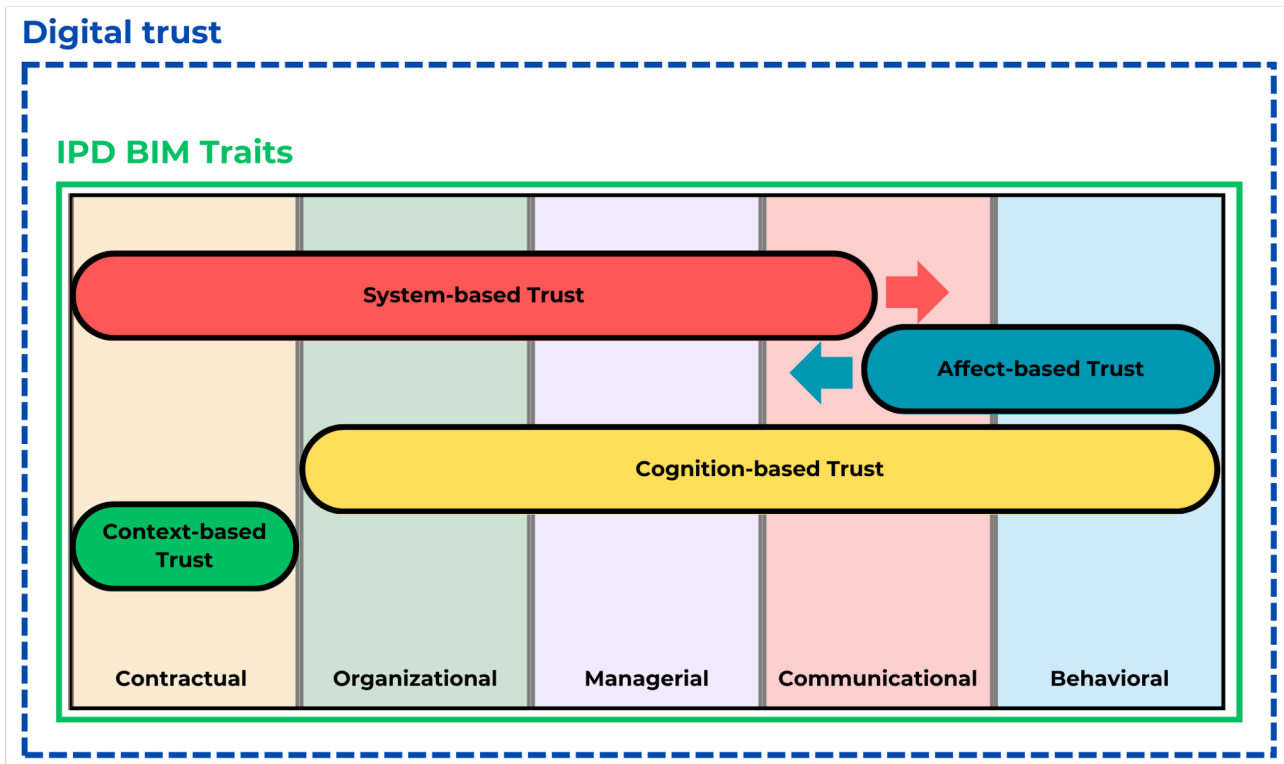 Digital trust
IPD BIM Traits
System-based Trust
Affect-based Trust
Cognition-based Trust
Context-based
Trust
Contractual
Organizational
Managerial
Communicational
Behavioral